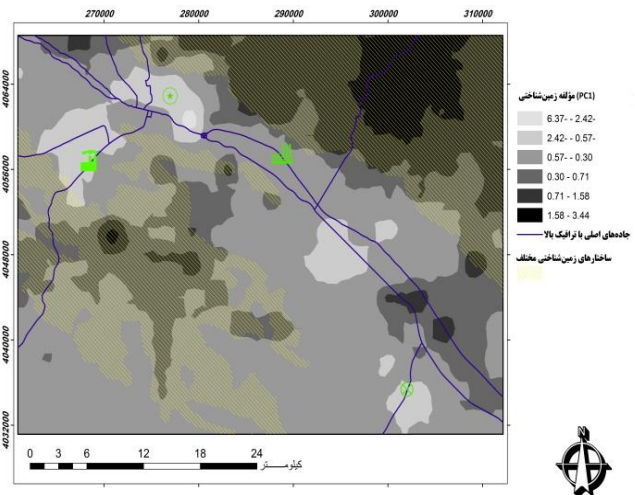 270000 280000 290000 300000 310000
4064000
4056000
4048000
4040000
4032000
مؤلفه زمین‌شناختی (PC1)
6.37- - 2.42-
2.42- - 0.57-
0.57- - 0.30
0.30 - 0.71
0.71 - 1.58
1.58 - 3.44
جاده‌های اصلی با ترافیک بالا
ساختارهای زمین‌شناختی مختلف
0 3 6 12 18 24
کیلومتر
N